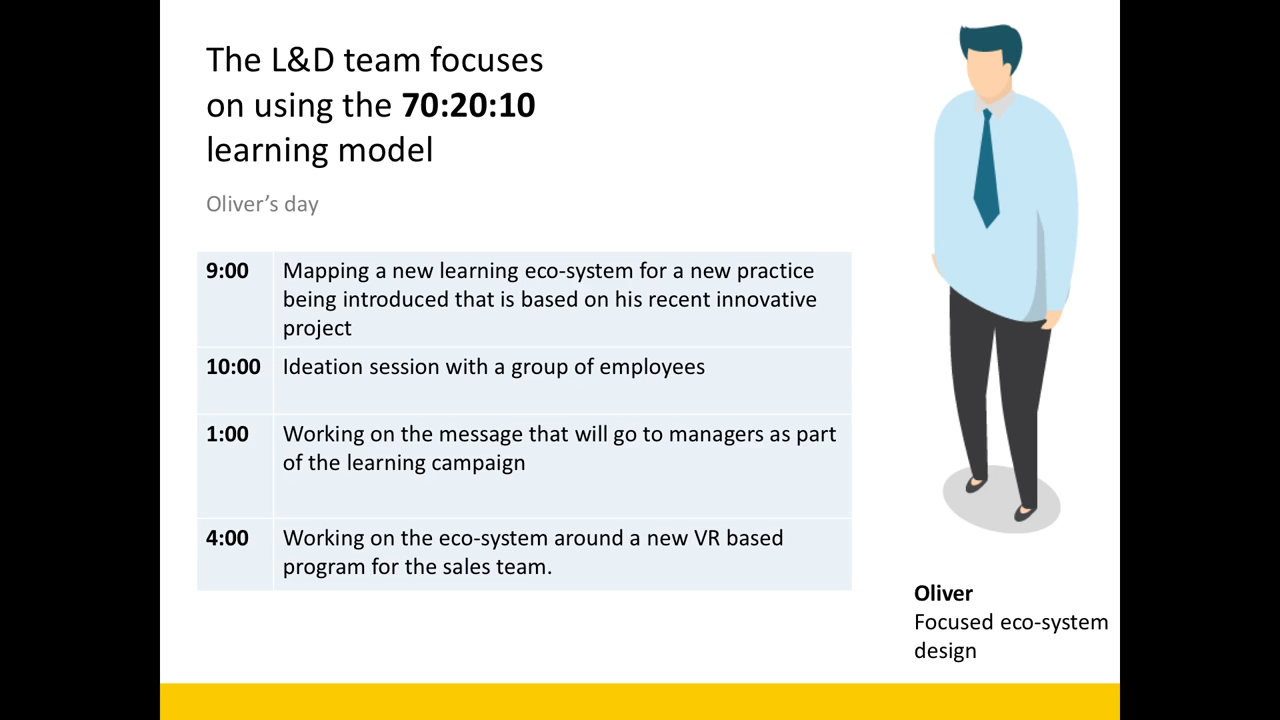 The L&D team focuses
on using the 70:20:10
learning model
Oliver’s day
9:00
Mapping a new learning eco-system for a new practice
being introduced that is based on his recent innovative
project
10:00
Ideation session with a group of employees
1:00
Working on the message that will go to managers as part
of the learning campaign
4:00
Working on the eco-system around a new VR based
program for the sales team.
Oliver
Focused eco-system
design